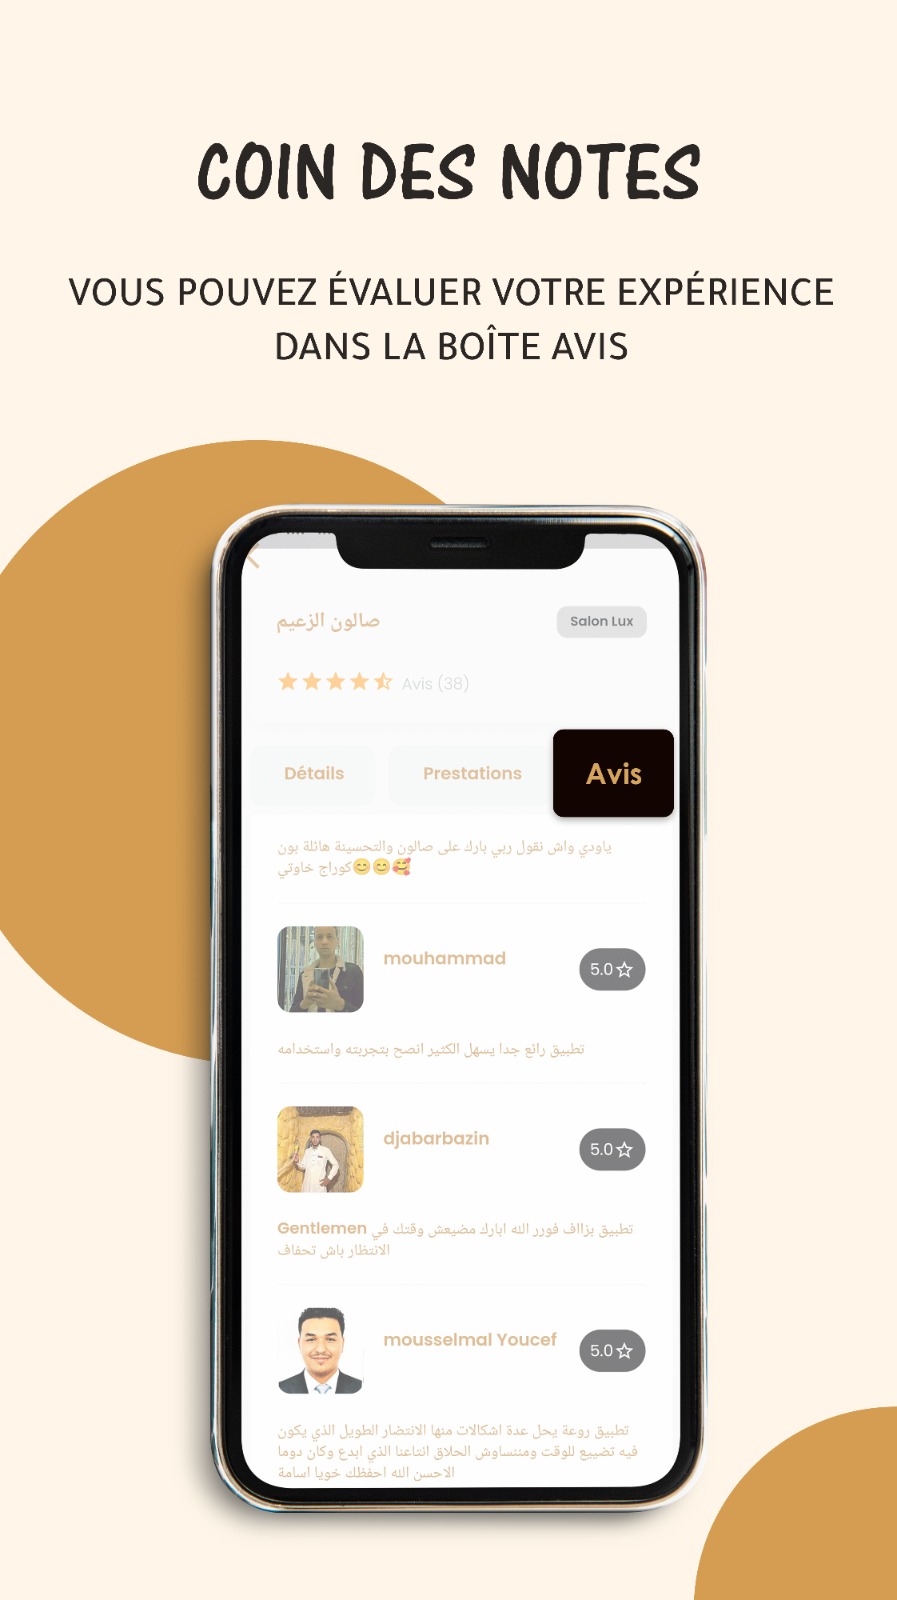 COIN DES NOTES
VOUS POUVEZ ÉVALUER VOTRE EXPÉRIENCE
DANS LA BOÎTE AVIS
صالون الزعيم
Salon Lux
Avis (38)
Détails
Prestations
Avis
ياودي واش نقول ربي بارك على صالون والتحسينة هائلة بون
كوراج خاوتي😊😊🥰
mouhammad
5.0
تطبيق رائع جدا يسهل الكثير انصح بتجربته واستخدامه
djabarbazin
5.0
Gentlemen تطبيق بزااف فورر الله ابارك مضيعش وقتك في
الانتظار باش تحفاف
mousselmal Youcef
5.0
تطبيق روعة يحل عدة اشكالات منها الانتضار الطويل الذي يكون
فيه تضييع للوقت ومننساوش الحلاق انتاعنا الذي ابدع وكان دوما
الاحسن الله احفظك خويا اسامة